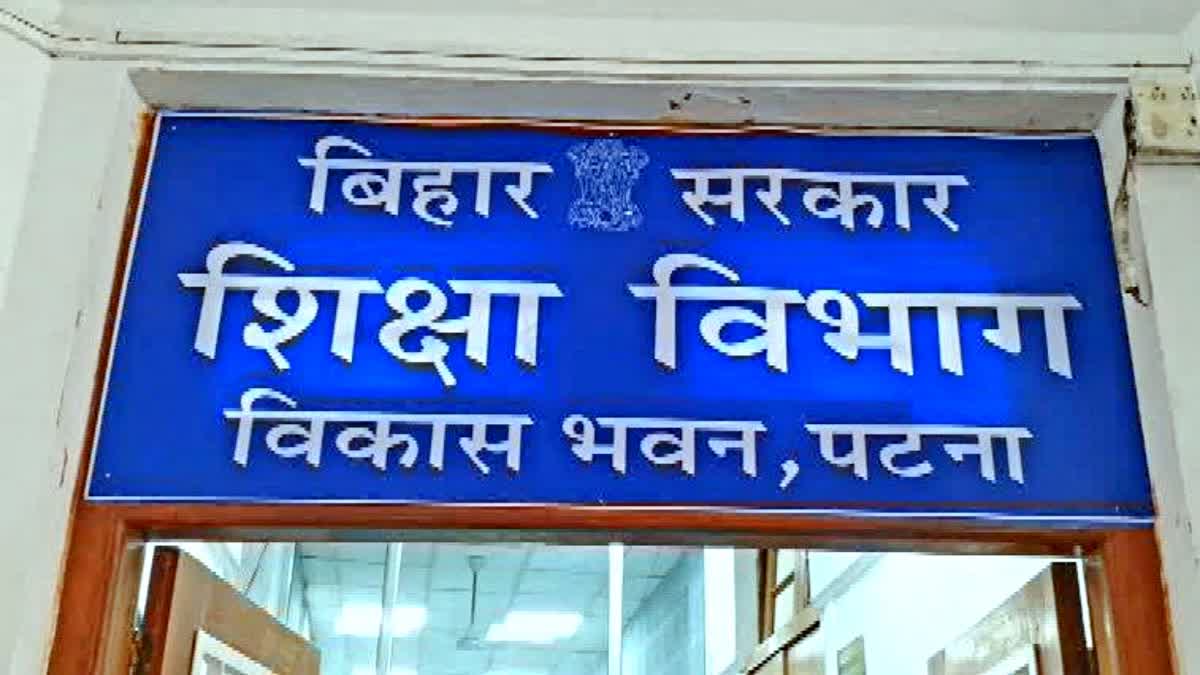 बिहार सरकार
शिक्षा विभाग
विकास भवन, पटना